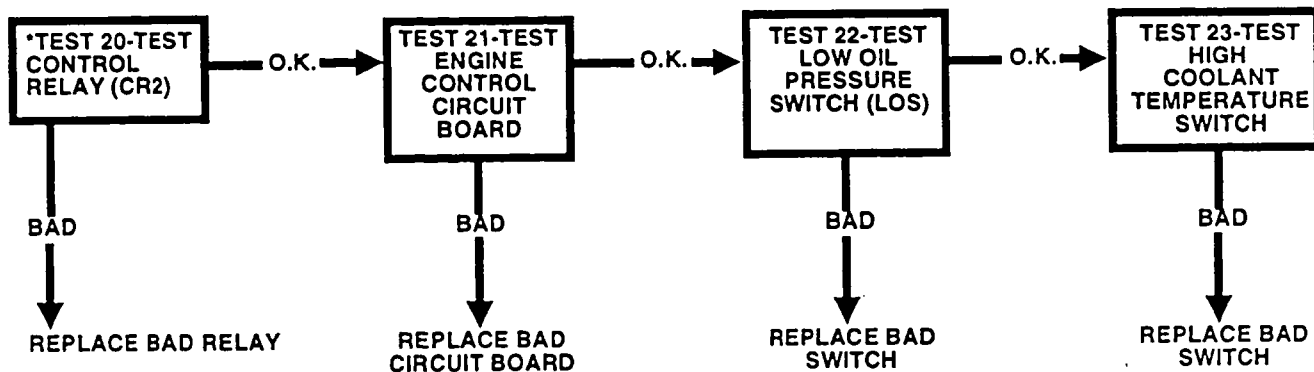 *TEST 20-TEST
CONTROL
RELAY (CR2)
O.K.
TEST 21-TEST
ENGINE
CONTROL
CIRCUIT
BOARD
O.K.
TEST 22-TEST
LOW OIL
PRESSURE
SWITCH (LOS)
O.K.
TEST 23-TEST
HIGH
COOLANT
TEMPERATURE
SWITCH
BAD
BAD
BAD
BAD
REPLACE BAD RELAY
REPLACE BAD
CIRCUIT BOARD
REPLACE BAD
SWITCH
REPLACE BAD
SWITCH